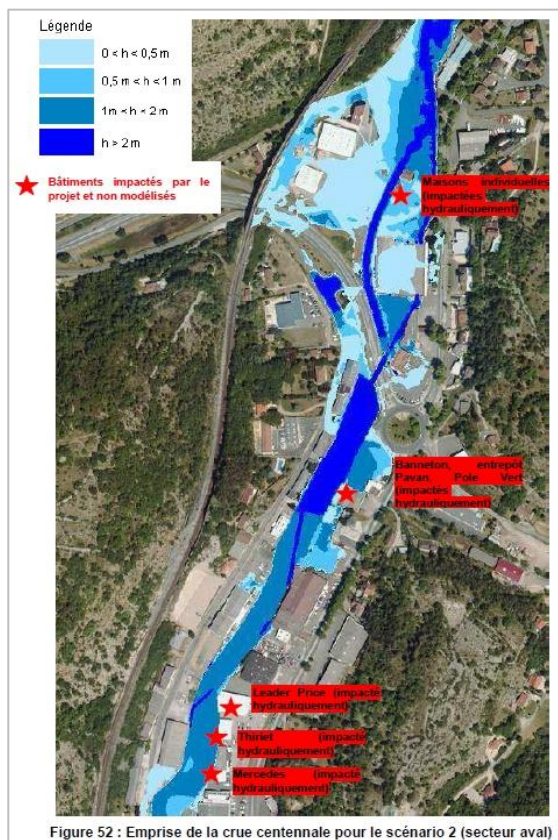 Légende
0 < h < 0,5 m
0,5 m < h < 1 m
1 m < h < 2 m
h > 2 m
Bâtiments impactés par le
projet et non modélisés
Maisons individuelles
(impactées
hydrauliquement)
Banneton, entrepôt
Pavan, Pole Vert
(impactés
hydrauliquement)
Leader Price (impacté
hydrauliquement)
Thiriet (impacté
hydrauliquement)
Mercedes (impacté
hydrauliquement)
Figure 52 : Emprise de la crue centennale pour le scénario 2 (secteur aval)